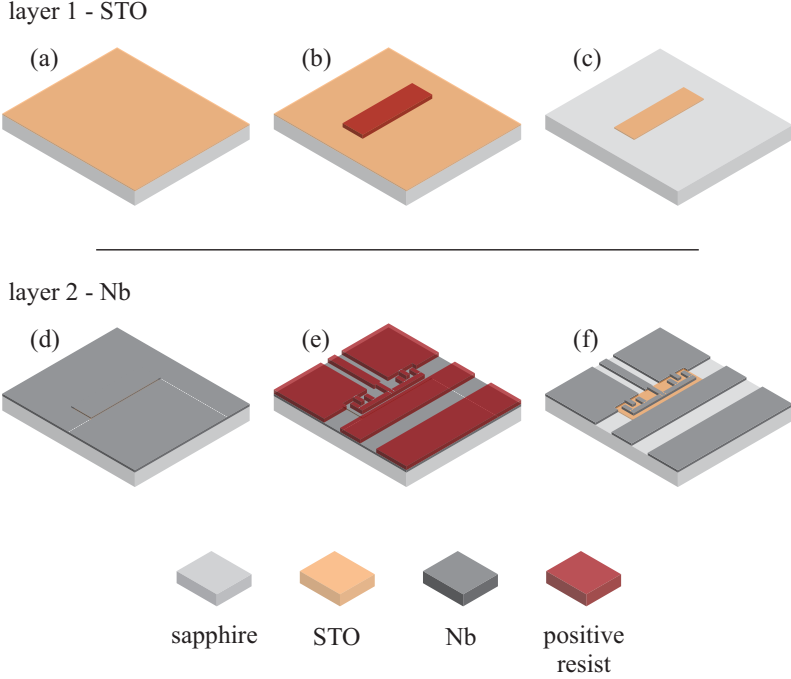 layer 1 - STO
(a)
(b)
(c)
layer 2 - Nb
(d)
(e)
(f)
sapphire
STO
Nb
positive
resist